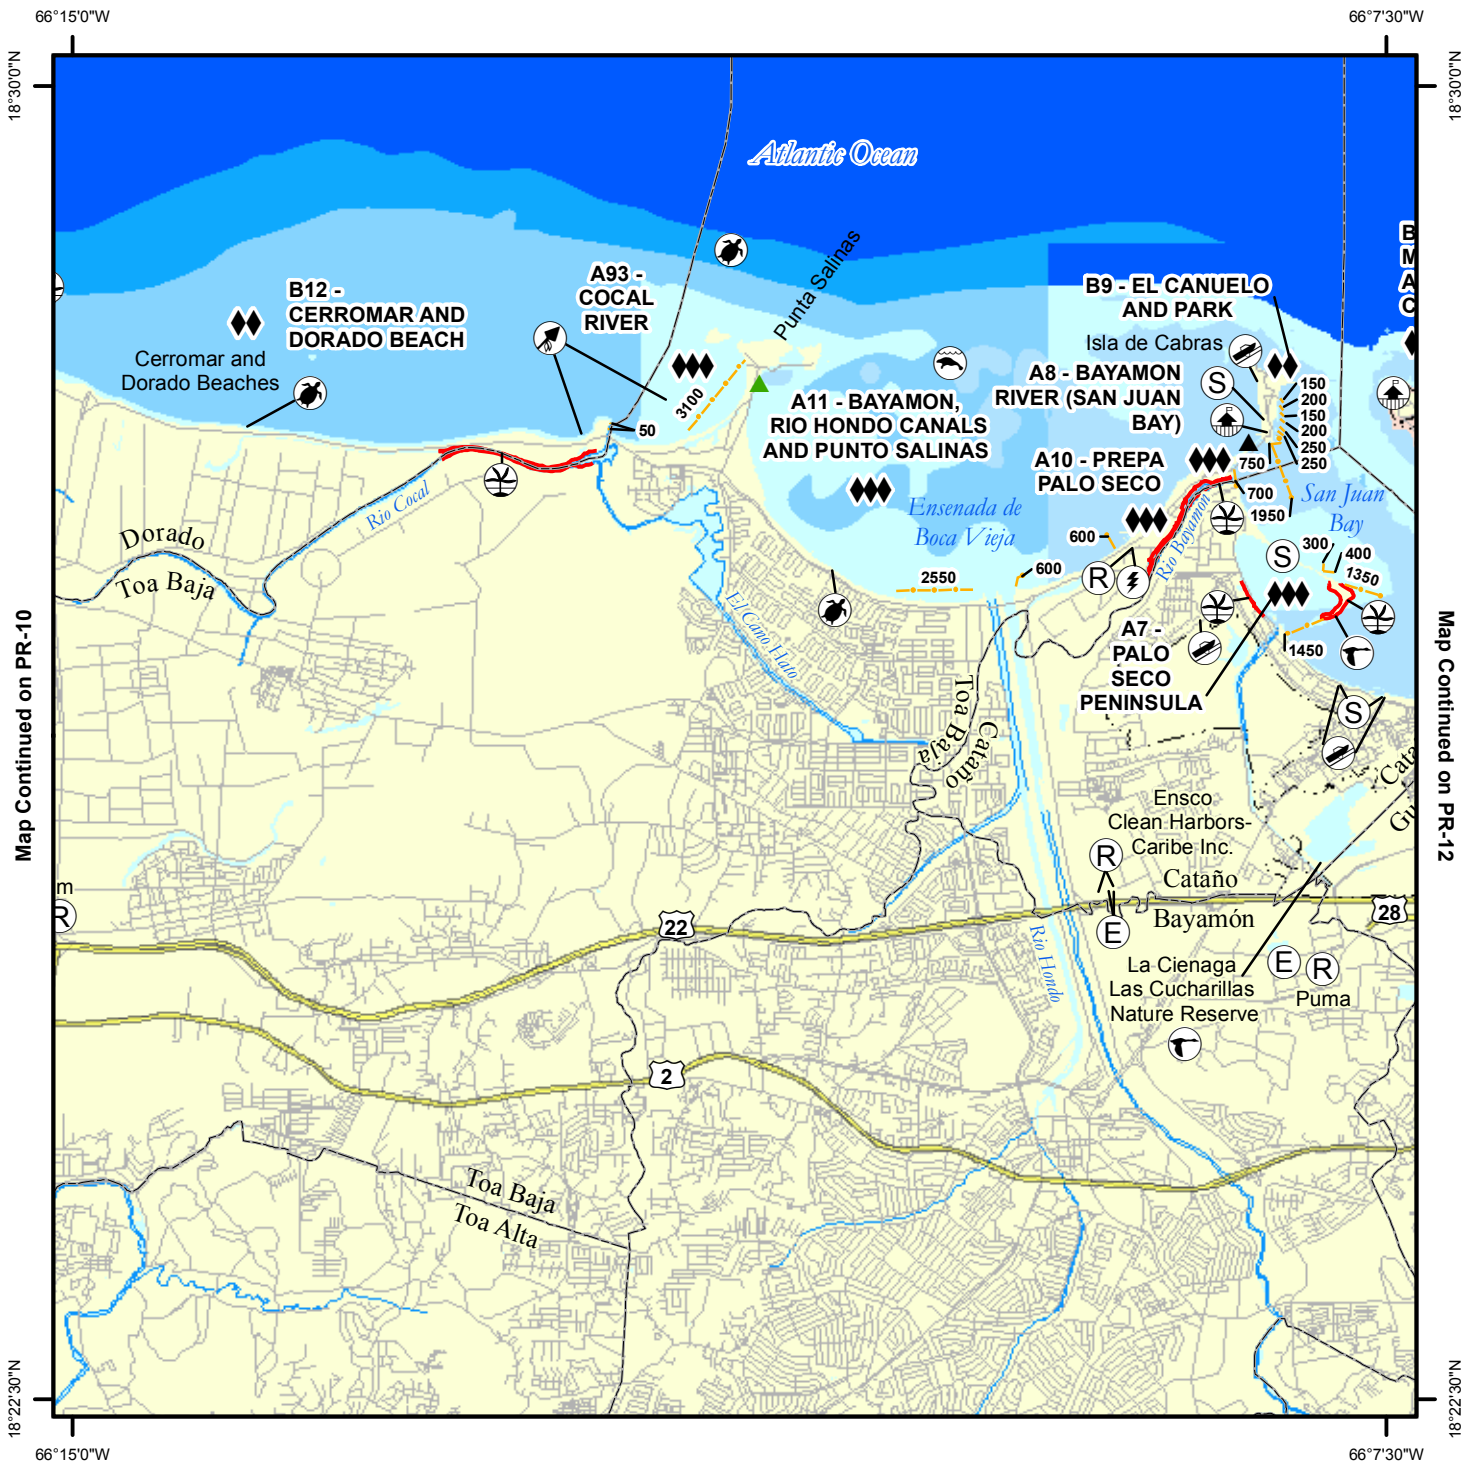 66°15'0"W
66°7'30"W
18°30'0"N
18°30'0"N
Atlantic Ocean
Punta Salinas
B12 -
CERROMAR AND
DORADO BEACH
Cerromar and
Dorado Beaches
A93 -
COCAL
RIVER
3100
50
A11 - BAYAMON,
RIO HONDO CANALS
AND PUNTO SALINAS
B9 - EL CANUELO
AND PARK
Isla de Cabras
S
A8 - BAYAMON
RIVER (SAN JUAN
BAY)
150
200
150
200
250
250
750
700
1950
B
M
A
C
A10 - PREPA
PALO SECO
San Juan
Bay
Ensenada de
Boca Vieja
Rio Cocal
Rio Bayamon
Dorado
Toa Baja
600
600
2550
R
S
300
400
1350
1450
El Cano Hato
A7 -
PALO
SECO
PENINSULA
S
Toa Baja
Cataño
Map Continued on PR-10
Map Continued on PR-12
Cata
Gu
Ensco
Clean Harbors-
Caribe Inc.
R
E
Cataño
Bayamón
m
R
22
28
Rio Hondo
La Cienaga
Las Cucharillas
Nature Reserve
E
R
Puma
2
Toa Baja
Toa Alta
18°22'30"N
18°22'30"N
66°15'0"W
66°7'30"W